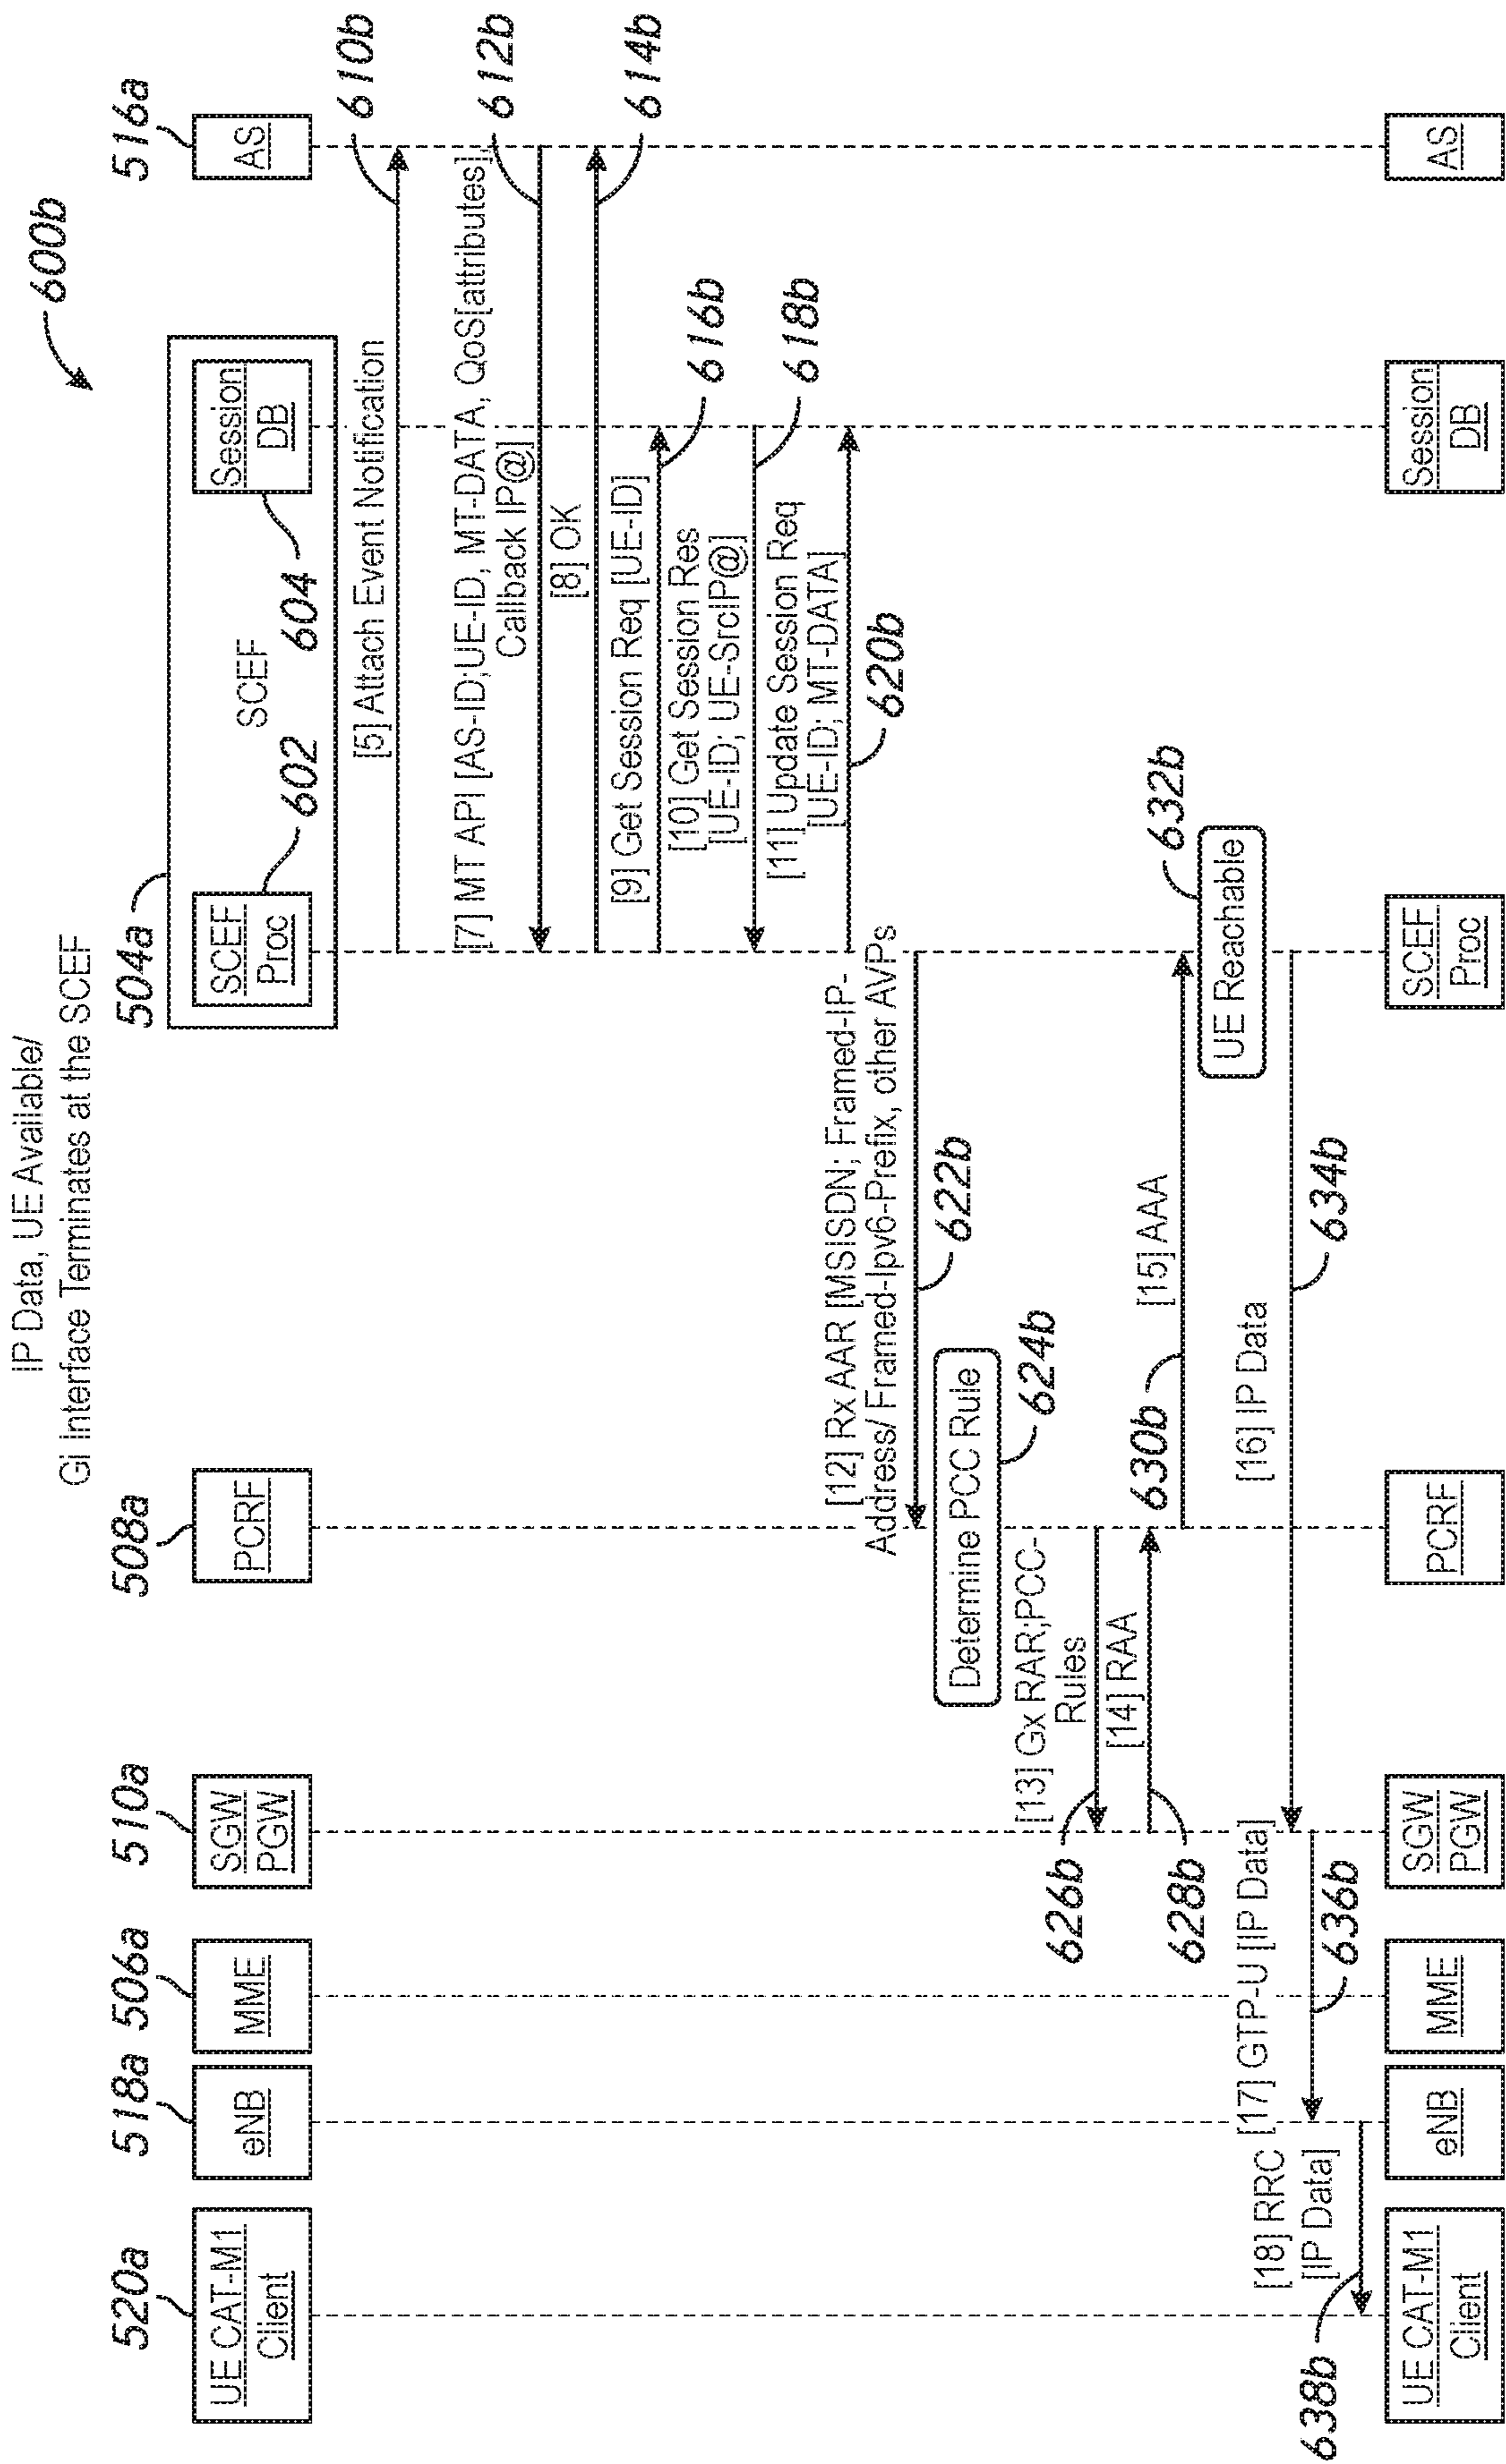 IP Data, UE Available/
Gi Interface Terminates at the SCEF
600b
520a
518a
506a
510a
508a
504a
516a
UE CAT-M1
Client
eNB
MME
SGW
PGW
PCRF
SCEF
Proc
602
SCEF
604
Session
DB
AS
[5] Attach Event Notification
610b
[7] MT API [AS-ID;UE-ID, MT-DATA, QoS[attributes],
Callback IP@]
612b
[8] OK
614b
[9] Get Session Req [UE-ID]
616b
[10] Get Session Res
[UE-ID; UE-SrcIP@]
618b
[11] Update Session Req
[UE-ID; MT-DATA]
620b
[12] Rx AAR [MSISDN; Framed-IP-
Address/ Framed-Ipv6-Prefix, other AVPs
622b
Determine PCC Rule
624b
[13] Gx RAR;PCC-
Rules
626b
[14] RAA
628b
630b
[15] AAA
UE Reachable
632b
[16] IP Data
634b
[17] GTP-U [IP Data]
636b
[18] RRC
[IP Data]
638b
UE CAT-M1
Client
eNB
MME
SGW
PGW
PCRF
SCEF
Proc
Session
DB
AS